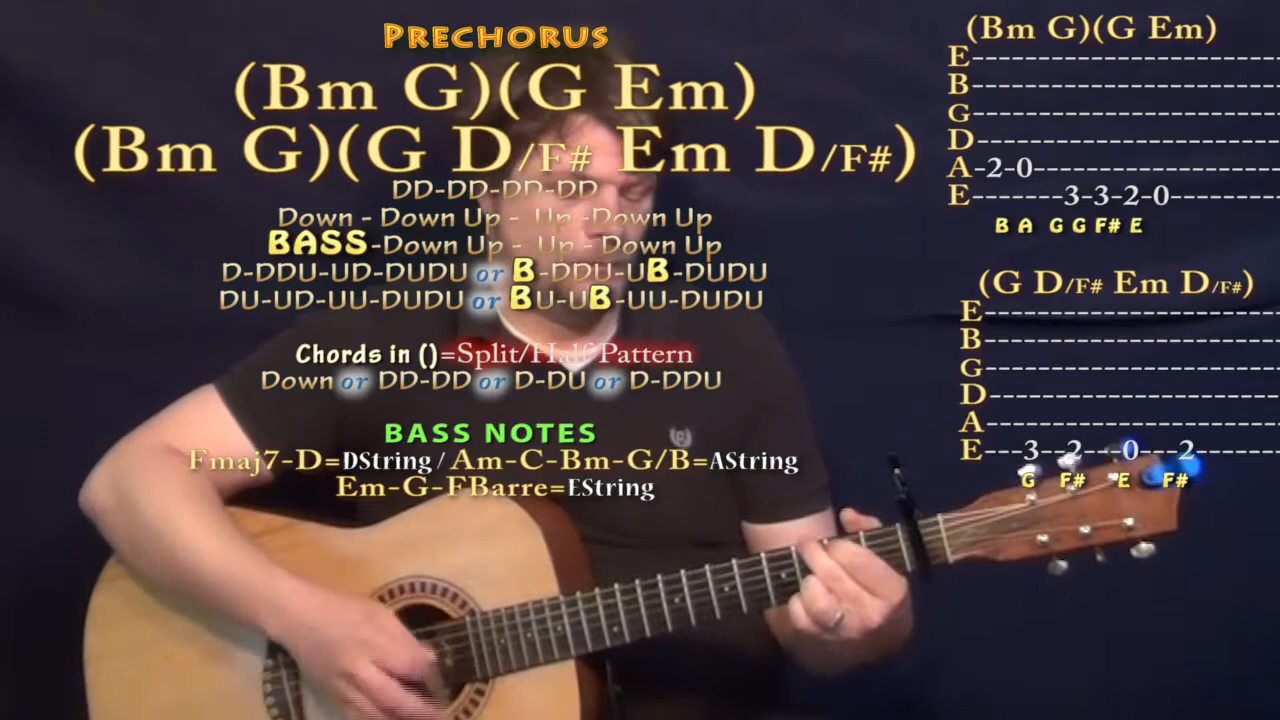 PRECHORUS
(Bm G)(G Em)
(Bm G)(G D/F# Em D/F#)
DD-DD-DD-DD
Down - Down Up - Up -Down Up
BASS-Down Up - Up - Down Up
D-DDU-UD-DUDU or B-DDU-UB-DUDU
DU-UD-UU-DUDU or BU-UB-UU-DUDU
Chords in ()=Split/Half Pattern
Down or DD-DD or D-DU or D-DDU
BASS NOTES
Fmaj7-D=DString / Am-C-Bm-G/B=AString
Em-G-FBarre=EString
(Bm G)(G Em)
E------------------------
B------------------------
G------------------------
D------------------------
A-2-0--------------------
E-------3-3-2-0----------
B A G G F# E
(G D/F# Em D/F#)
E------------------------
B------------------------
G------------------------
D------------------------
A------------------------
E---3--2---0---2
G F# E F#